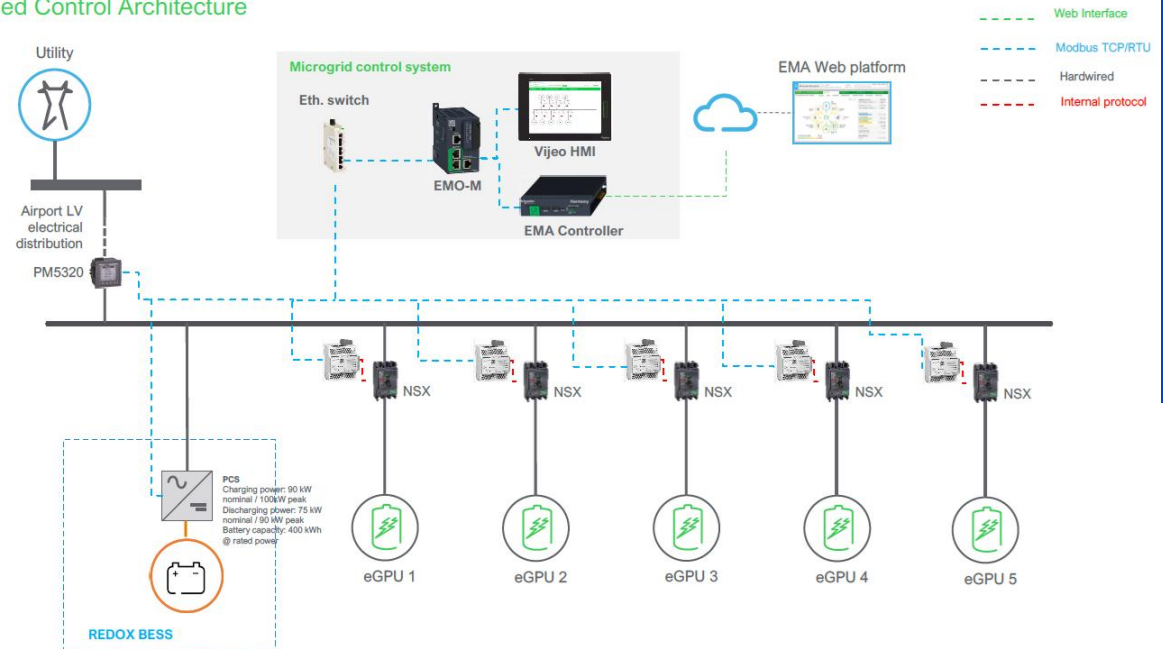 ed Control Architecture
Web Interface
Modbus TCP/RTU
Hardwired
Internal protocol
Utility
Microgrid control system
Eth. switch
EMO-M
Vijeo HMI
EMA Controller
EMA Web platform
Airport LV
electrical
distribution
PM5320
NSX
NSX
NSX
NSX
NSX
PCS
Charging power: 90 kW
nominal / 100kW peak
Discharging power: 75 kW
nominal / 90 kW peak
Battery capacity: 400 kWh
@ rated power
eGPU 1
eGPU 2
eGPU 3
eGPU 4
eGPU 5
REDOX BESS